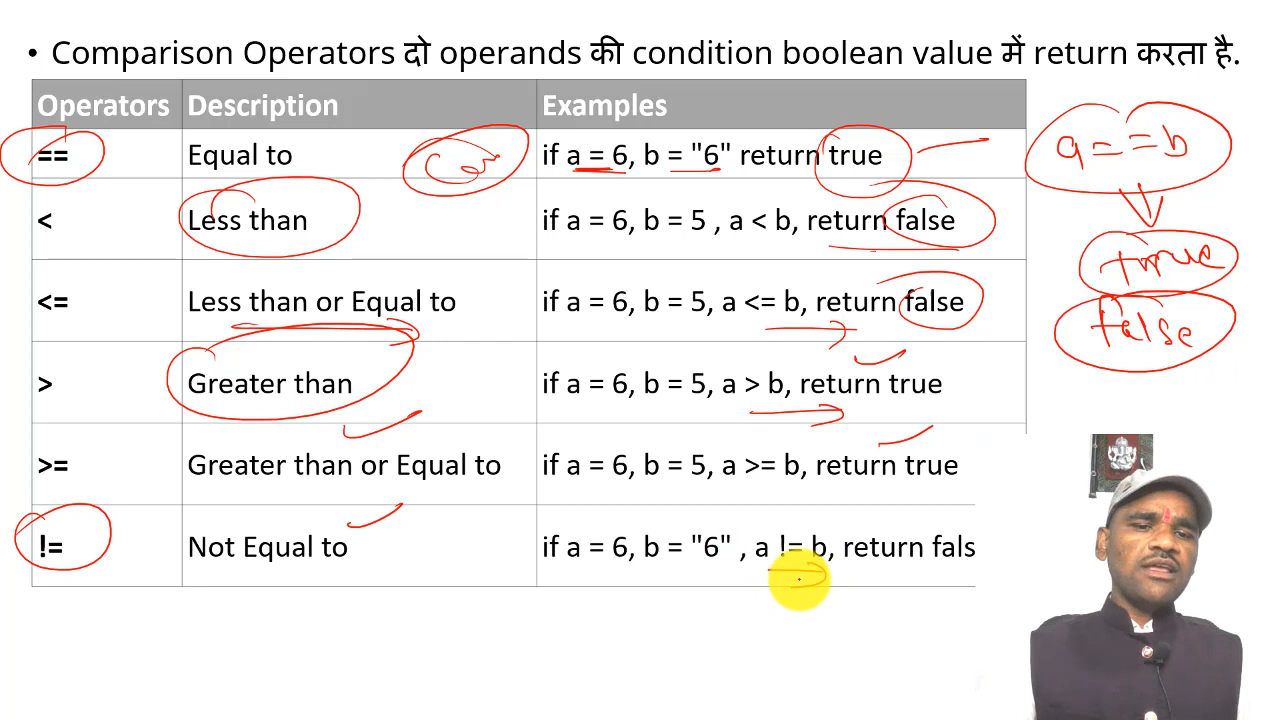 • Comparison Operators दो operands की condition boolean value में return करता है.
Operators Description Examples
== Equal to if a = 6, b = "6" return true
< Less than if a = 6, b = 5 , a < b, return false
<= Less than or Equal to if a = 6, b = 5, a <= b, return false
> Greater than if a = 6, b = 5, a > b, return true
>= Greater than or Equal to if a = 6, b = 5, a >= b, return true
!= Not Equal to if a = 6, b = "6" , a != b, return fals
a==b
true
false